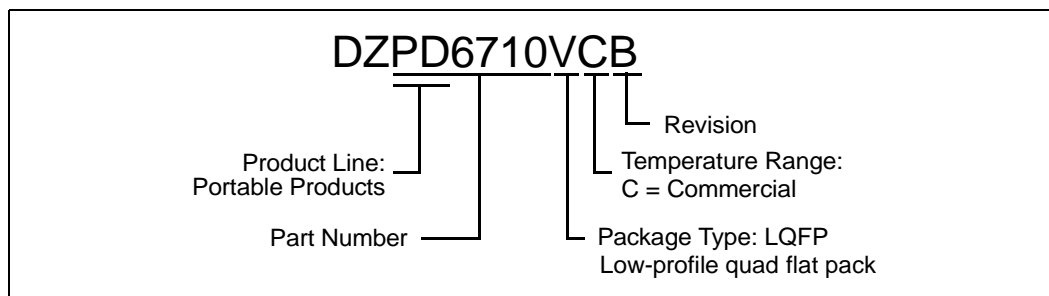 DZPD6710VCB
Revision
Product Line:
Portable Products
Temperature Range:
C = Commercial
Part Number
Package Type: LQFP
Low-profile quad flat pack